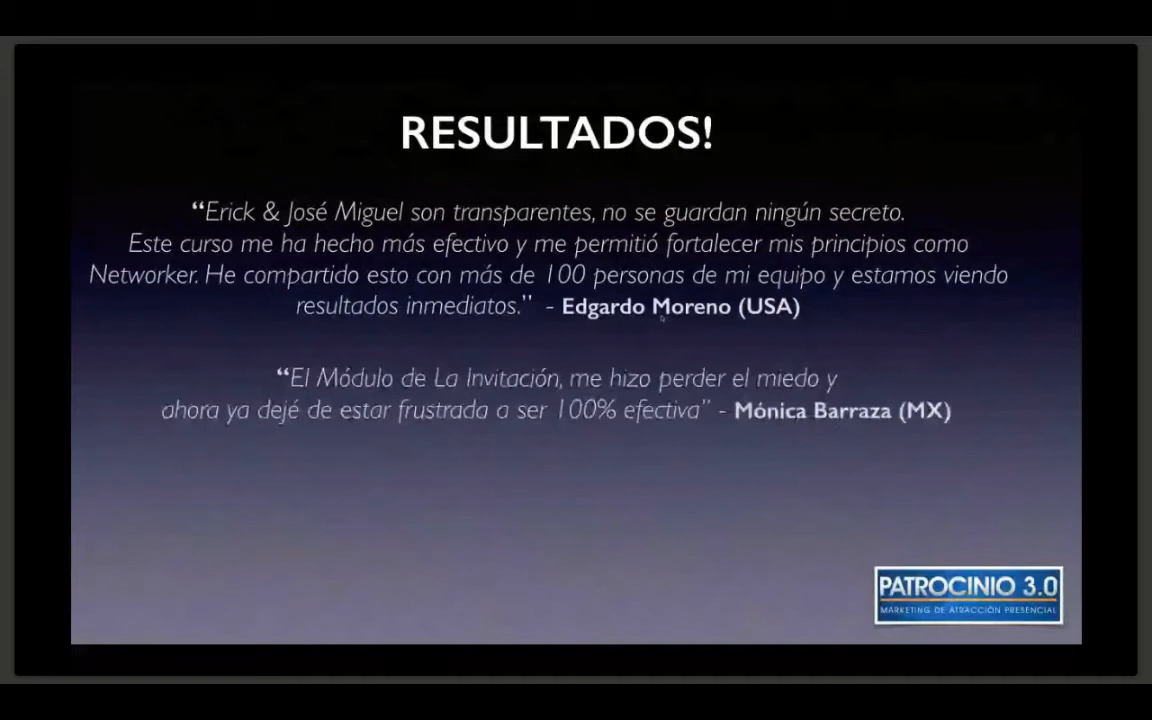 RESULTADOS!
“Erick & José Miguel son transparentes, no se guardan ningún secreto.
Este curso me ha hecho más efectivo y me permitió fortalecer mis principios como
Networker. He compartido esto con más de 100 personas de mi equipo y estamos viendo
resultados inmediatos.” - Edgardo Moreno (USA)
“El Módulo de La Invitación, me hizo perder el miedo y
ahora ya dejé de estar frustrada a ser 100% efectiva” - Mónica Barraza (MX)
PATROCINIO 3.0
MARKETING DE ATRACCIÓN PRESENCIAL